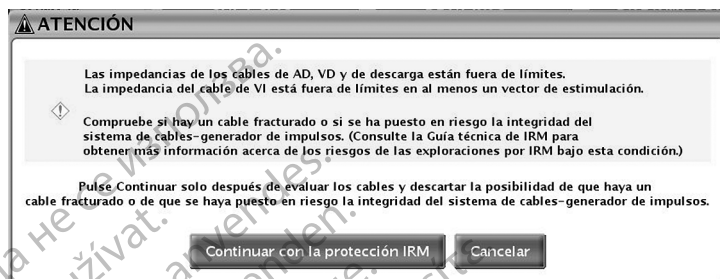 ATENCIÓN
Las impedancias de los cables de AD, VD y de descarga están fuera de límites.
La impedancia del cable de VI está fuera de límites en al menos un vector de estimulación.
Compruebe si hay un cable fracturado o si se ha puesto en riesgo la integridad del
sistema de cables-generador de impulsos. (Consulte la Guía técnica de IRM para
obtener más información acerca de los riesgos de las exploraciones por IRM bajo esta condición.)
Pulse Continuar solo después de evaluar los cables y descartar la posibilidad de que haya un
cable fracturado o de que se haya puesto en riesgo la integridad del sistema de cables-generador de impulsos.
Continuar con la protección IRM
Cancelar